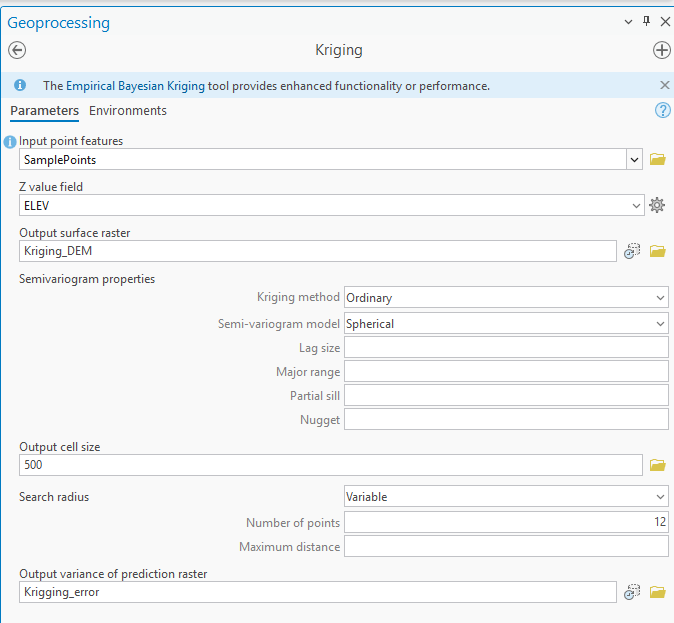 Geoprocessing
Kriging
The Empirical Bayesian Kriging tool provides enhanced functionality or performance.
Parameters Environments
Input point features
SamplePoints
Z value field
ELEV
Output surface raster
Kriging_DEM
Semivariogram properties
Kriging method Ordinary
Semi-variogram model Spherical
Lag size
Major range
Partial sill
Nugget
Output cell size
500
Search radius Variable
Number of points 12
Maximum distance
Output variance of prediction raster
Krigging_error